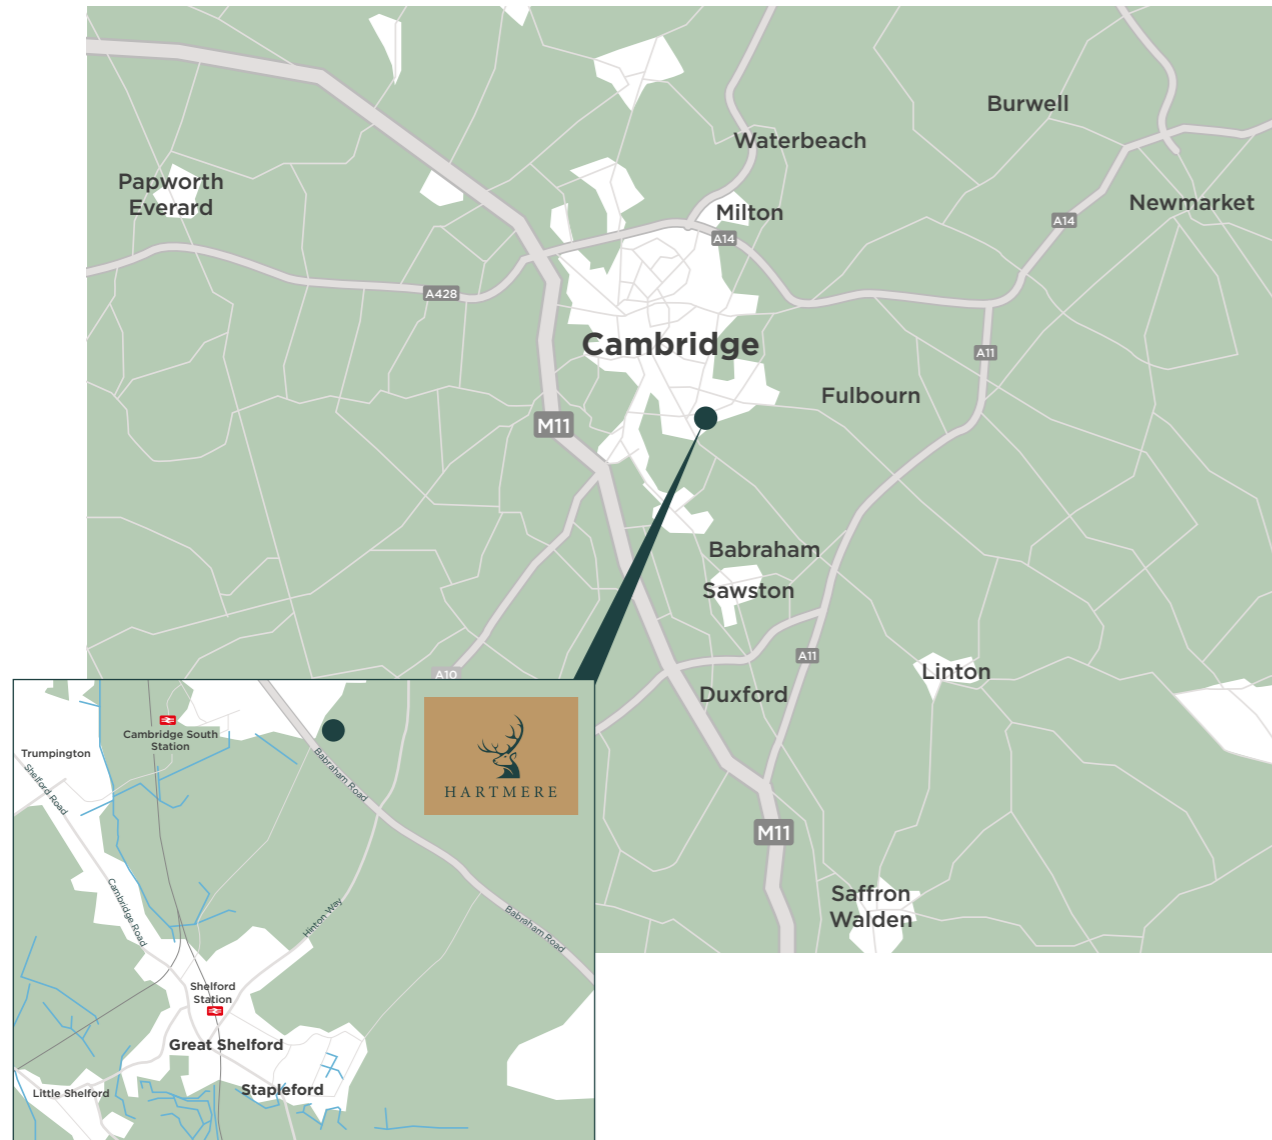 Burwell
Waterbeach
Papworth
Everard
Newmarket
Milton
A14
A14
A428
Cambridge
A11
Fulbourn
M11
Babraham
Sawston
A11
Linton
A10
Duxford
M11
Saffron
Walden
Cambridge South
Station
Trumpington
Shelford Road
Babraham Road
HARTMERE
Cambridge Road
Hinton Way
Babraham Road
Shelford
Station
Great Shelford
Little Shelford
Stapleford